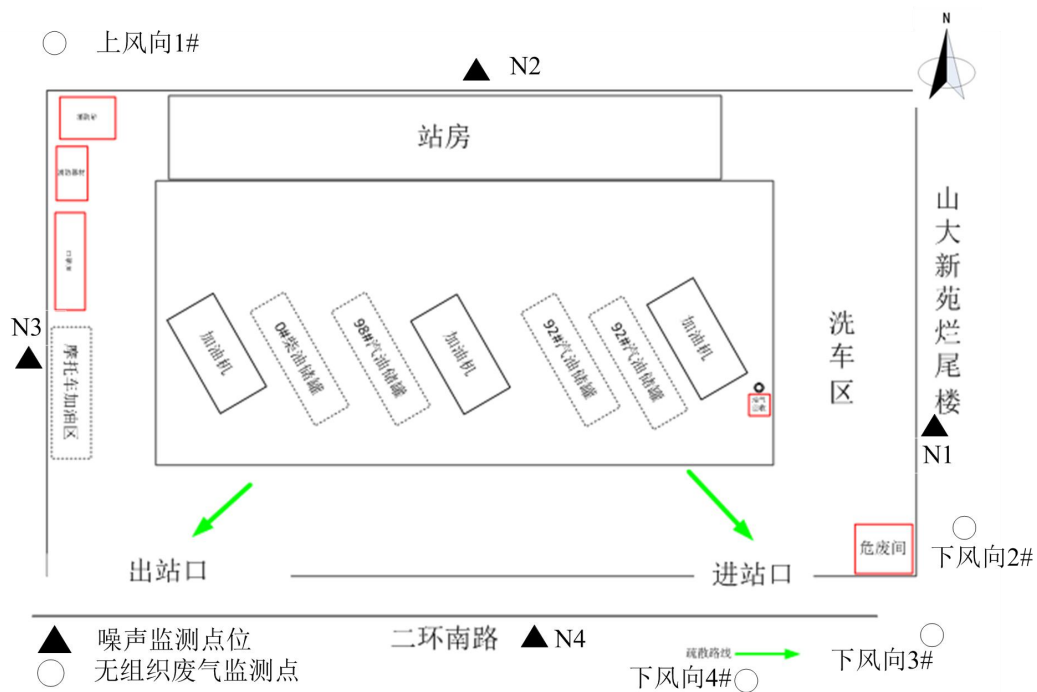 上风向1#
N
N2
站房
消防器材
山大新苑烂尾楼
N3
摩托车加油区
加油机
0#柴油储罐
98#汽油储罐
加油机
92#汽油储罐
92#汽油储罐
加油机
洗车区
N1
出站口
进站口
危废间
下风向2#
噪声监测点位
二环南路
N4
疏散路线
下风向3#
无组织废气监测点
下风向4#